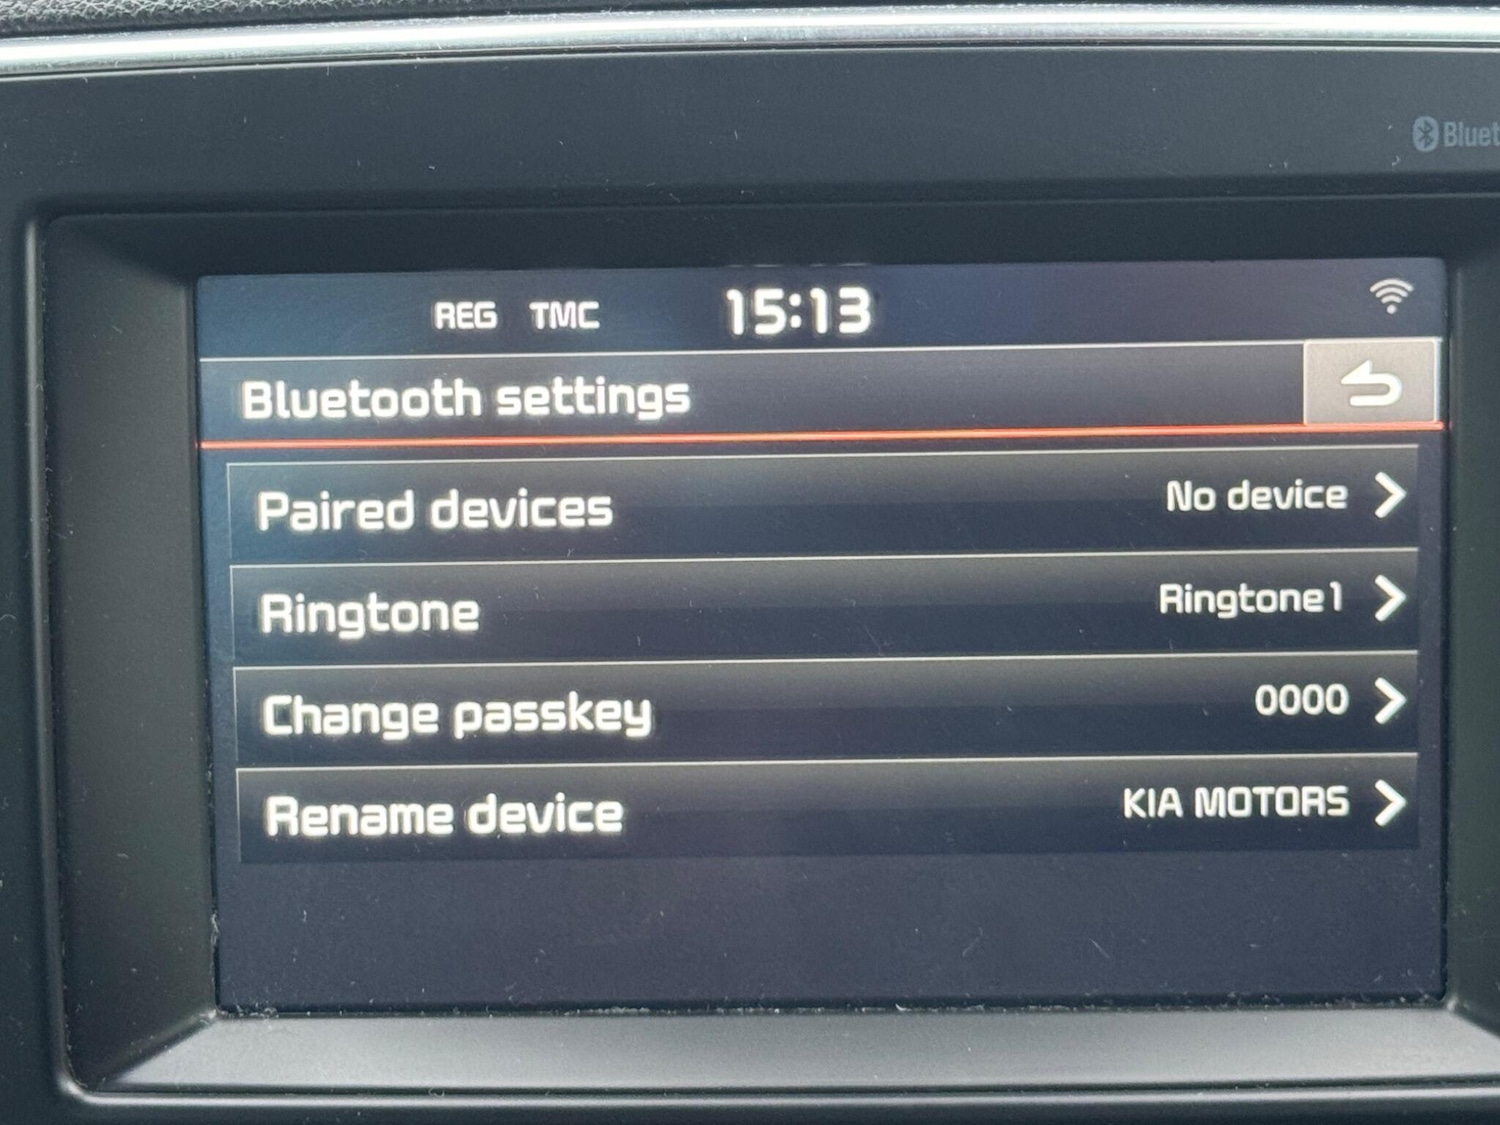 Bluet
REG TMC 15:13
Bluetooth settings
Paired devices No device
Ringtone Ringtone1
Change passkey 0000
Rename device KIA MOTORS